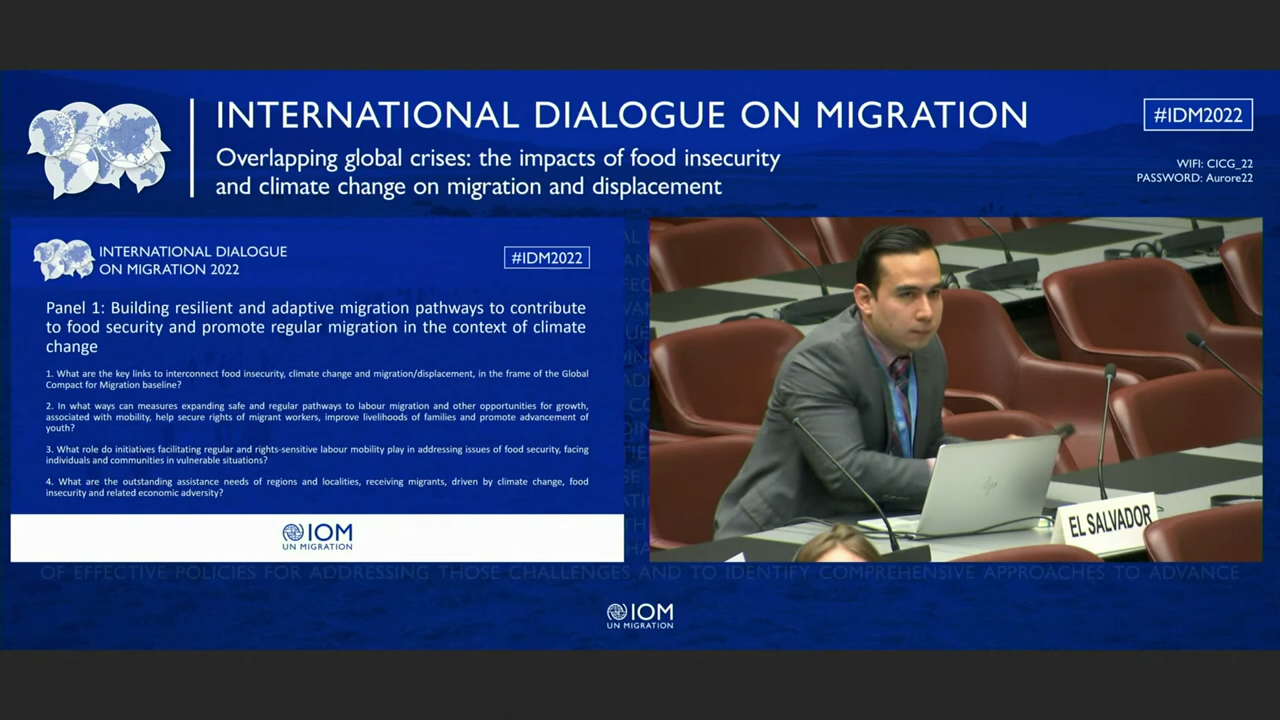 INTERNATIONAL DIALOGUE ON MIGRATION
Overlapping global crises: the impacts of food insecurity
and climate change on migration and displacement
#IDM2022
WIFI: CICG_22
PASSWORD: Aurore22
INTERNATIONAL DIALOGUE
ON MIGRATION 2022
#IDM2022
Panel 1: Building resilient and adaptive migration pathways to contribute
to food security and promote regular migration in the context of climate
change
1. What are the key links to interconnect food insecurity, climate change and migration/displacement, in the frame of the Global
Compact for Migration baseline?
2. In what ways can measures expanding safe and regular pathways to labour migration and other opportunities for growth,
associated with mobility, help secure rights of migrant workers, improve livelihoods of families and promote advancement of
youth?
3. What role do initiatives facilitating regular and rights-sensitive labour mobility play in addressing issues of food security, facing
individuals and communities in vulnerable situations?
4. What are the outstanding assistance needs of regions and localities, receiving migrants, driven by climate change, food
insecurity and related economic adversity?
IOM
UN MIGRATION
hp
EL SALVADOR
OF EFFECTIVE POLICIES FOR ADDRESSING THOSE CHALLENGES AND TO IDENTIFY COMPREHENSIVE APPROACHES TO ADVANCE
IOM
UN MIGRATION